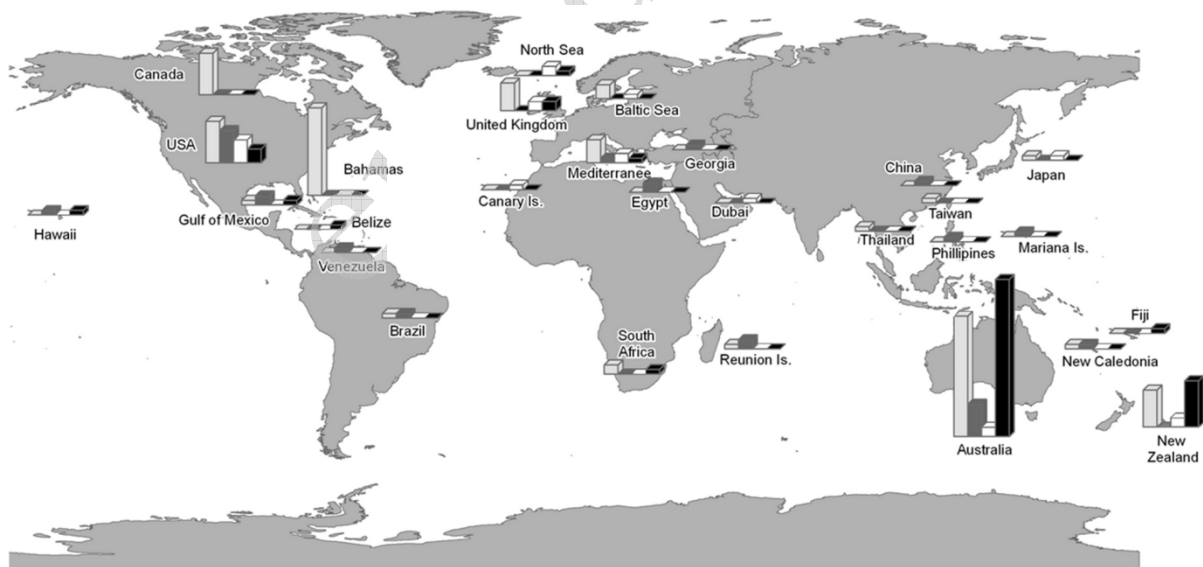 North Sea
Canada
Baltic Sea
United Kingdom
USA
Georgia
Mediterranee
China
Japan
Bahamas
Canary Is.
Egypt
Dubai
Taiwan
Gulf of Mexico
Belize
Hawaii
Thailand
Phillipines
Mariana Is.
Venezuela
Brazil
Fiji
South
Africa
Reunion Is.
New Caledonia
Australia
New
Zealand